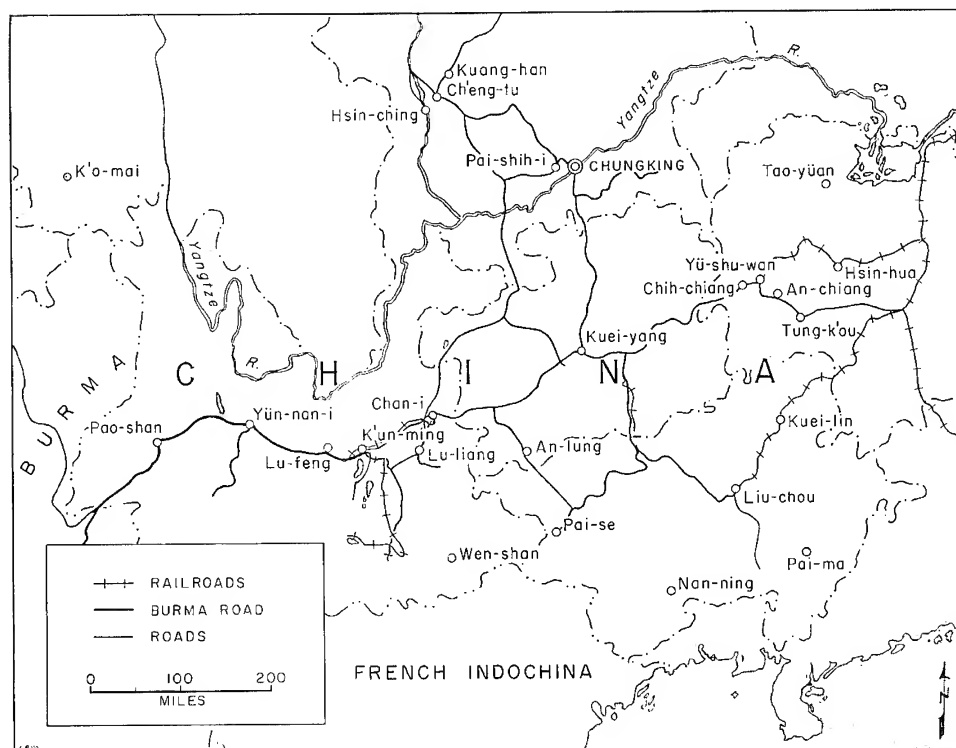 Kuang-han
Ch'eng-tu
Hsin-ching
Yangtze
R.
Pai-shih-i
CHUNGKING
K'o-mai
Tao-yüan
Yangtze
R.
Yü-shu-wan
Hsin-hua
Chih-chiang
An-chiang
Tung-k'ou
Kuei-yang
BURMA
CHINA
Chan-i
Kuei-lin
Pao-shan
Yün-nan-i
K'un-ming
Lu-feng
Lu-liang
An-lung
Liu-chou
Pai-se
Wen-shan
Pai-ma
Nan-ning
RAILROADS
BURMA ROAD
ROADS
0 100 200
MILES
FRENCH INDOCHINA
N